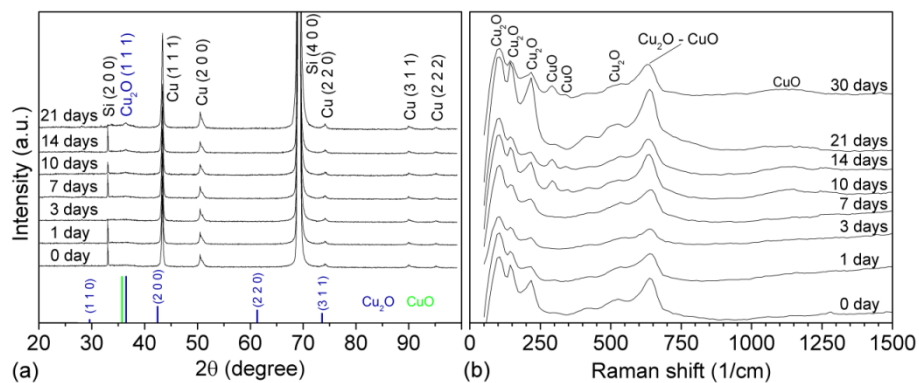 Intensity (a.u.)
Si (2 0 0)
Cu₂O (1 1 1)
Cu (1 1 1)
Cu (2 0 0)
Si (4 0 0)
Cu (2 2 0)
Cu (3 1 1)
Cu (2 2 2)
21 days
14 days
10 days
7 days
3 days
1 day
0 day
(1 1 0)
(2 0 0)
(2 2 0)
(3 1 1)
Cu₂O
CuO
20 30 40 50 60 70 80 90
2θ (degree)
(a)
Cu₂O
Cu₂O
Cu₂O
CuO
CuO
Cu₂O
Cu₂O - CuO
CuO
30 days
21 days
14 days
10 days
7 days
3 days
1 day
0 day
0 250 500 750 1000 1250 1500
Raman shift (1/cm)
(b)